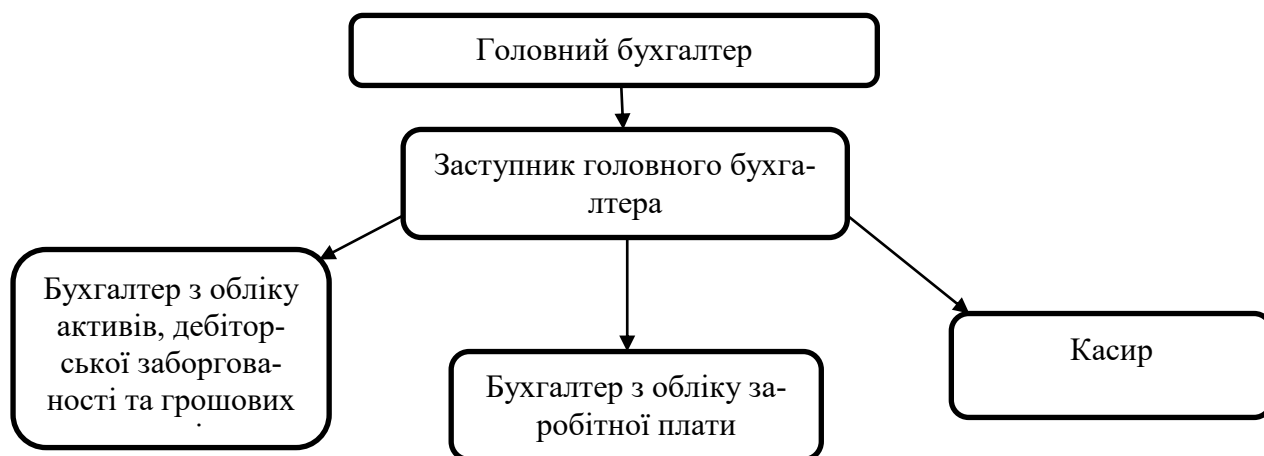 Головний бухгалтер
Заступник головного бухга-
лтера
Бухгалтер з обліку
активів, дебітор-
ської заборгова-
ності та грошових
Бухгалтер з обліку за-
робітної плати
Касир